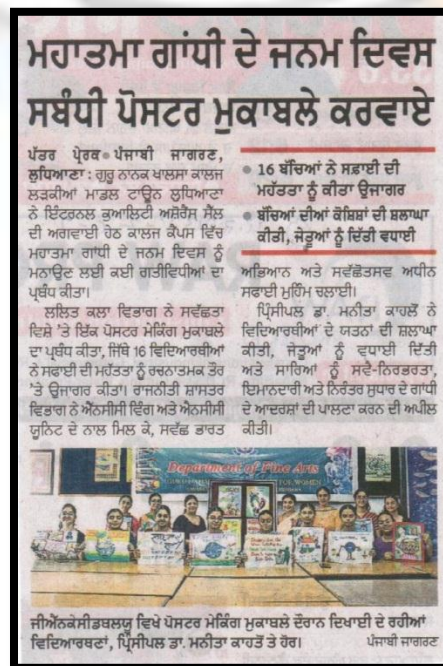 ਮਹਾਤਮਾ ਗਾਂਧੀ ਦੇ ਜਨਮ ਦਿਵਸ
ਸਬੰਧੀ ਪੋਸਟਰ ਮੁਕਾਬਲੇ ਕਰਵਾਏ
ਪੱਤਰ ਪ੍ਰੇਰਕ • ਪੰਜਾਬੀ ਜਾਗਰਣ,
ਲੁਧਿਆਣਾ : ਗੁਰੂ ਨਾਨਕ ਖਾਲਸਾ ਕਾਲਜ
ਲੜਕੀਆਂ ਮਾਡਲ ਟਾਊਨ ਲੁਧਿਆਣਾ
ਨੇ ਇੰਟਰਨਲ ਕੁਆਲਿਟੀ ਅਸ਼ੋਰੈਂਸ ਸੈੱਲ
ਦੀ ਅਗਵਾਈ ਹੇਠ ਕਾਲਜ ਕੈਂਪਸ ਵਿੱਚ
ਮਹਾਤਮਾ ਗਾਂਧੀ ਦੇ ਜਨਮ ਦਿਵਸ ਨੂੰ
ਮਨਾਉਣ ਲਈ ਕਈ ਗਤੀਵਿਧੀਆਂ ਦਾ
ਪ੍ਰਬੰਧ ਕੀਤਾ।
ਲਲਿਤ ਕਲਾ ਵਿਭਾਗ ਨੇ ਸਵੱਛਤਾ
ਵਿਸ਼ੇ 'ਤੇ ਇੱਕ ਪੋਸਟਰ ਮੇਕਿੰਗ ਮੁਕਾਬਲੇ
ਦਾ ਪ੍ਰਬੰਧ ਕੀਤਾ, ਜਿੱਥੇ 16 ਵਿਦਿਆਰਥੀਆਂ
ਨੇ ਸਫਾਈ ਦੀ ਮਹੱਤਤਾ ਨੂੰ ਰਚਨਾਤਮਕ ਤੌਰ
'ਤੇ ਉਜਾਗਰ ਕੀਤਾ। ਰਾਜਨੀਤੀ ਸ਼ਾਸਤਰ
ਵਿਭਾਗ ਨੇ ਐੱਨਸੀਸੀ ਵਿੰਗ ਅਤੇ ਐੱਨਸੀਸੀ
ਯੂਨਿਟ ਦੇ ਨਾਲ ਮਿਲ ਕੇ, ਸਵੱਛ ਭਾਰਤ
• 16 ਬੱਚਿਆਂ ਨੇ ਸਫ਼ਾਈ ਦੀ
ਮਹੱਤਤਾ ਨੂੰ ਕੀਤਾ ਉਜਾਗਰ
• ਬੱਚਿਆਂ ਦੀਆਂ ਕੋਸ਼ਿਸ਼ਾਂ ਦੀ ਸ਼ਲਾਘਾ
ਕੀਤੀ, ਜੇਤੂਆਂ ਨੂੰ ਦਿੱਤੀ ਵਧਾਈ
ਅਭਿਆਨ ਅਤੇ ਸਵੱਛੋਤਸਵ ਅਧੀਨ
ਸਫਾਈ ਮੁਹਿੰਮ ਚਲਾਈ।
ਪ੍ਰਿੰਸੀਪਲ ਡਾ. ਮਨੀਤਾ ਕਾਹਲੋਂ ਨੇ
ਵਿਦਿਆਰਥੀਆਂ ਦੇ ਯਤਨਾਂ ਦੀ ਸ਼ਲਾਘਾ
ਕੀਤੀ, ਜੇਤੂਆਂ ਨੂੰ ਵਧਾਈ ਦਿੱਤੀ
ਅਤੇ ਸਾਰਿਆਂ ਨੂੰ ਸਵੈ-ਨਿਰਭਰਤਾ,
ਇਮਾਨਦਾਰੀ ਅਤੇ ਨਿਰੰਤਰ ਸੁਧਾਰ ਦੇ ਗਾਂਧੀ
ਦੇ ਆਦਰਸ਼ਾਂ ਦੀ ਪਾਲਣਾ ਕਰਨ ਦੀ ਅਪੀਲ
ਕੀਤੀ।
Department of Fine Arts
FOR WOMEN
ਜੀਐੱਨਕੇਸੀਡਬਲਯੂ ਵਿਖੇ ਪੋਸਟਰ ਮੇਕਿੰਗ ਮੁਕਾਬਲੇ ਦੌਰਾਨ ਦਿਖਾਈ ਦੇ ਰਹੀਆਂ
ਵਿਦਿਆਰਥਣਾਂ, ਪ੍ਰਿੰਸੀਪਲ ਡਾ. ਮਨੀਤਾ ਕਾਹਤੋਂ ਤੇ ਹੋਰ। ਪੰਜਾਬੀ ਜਾਗਰਣ